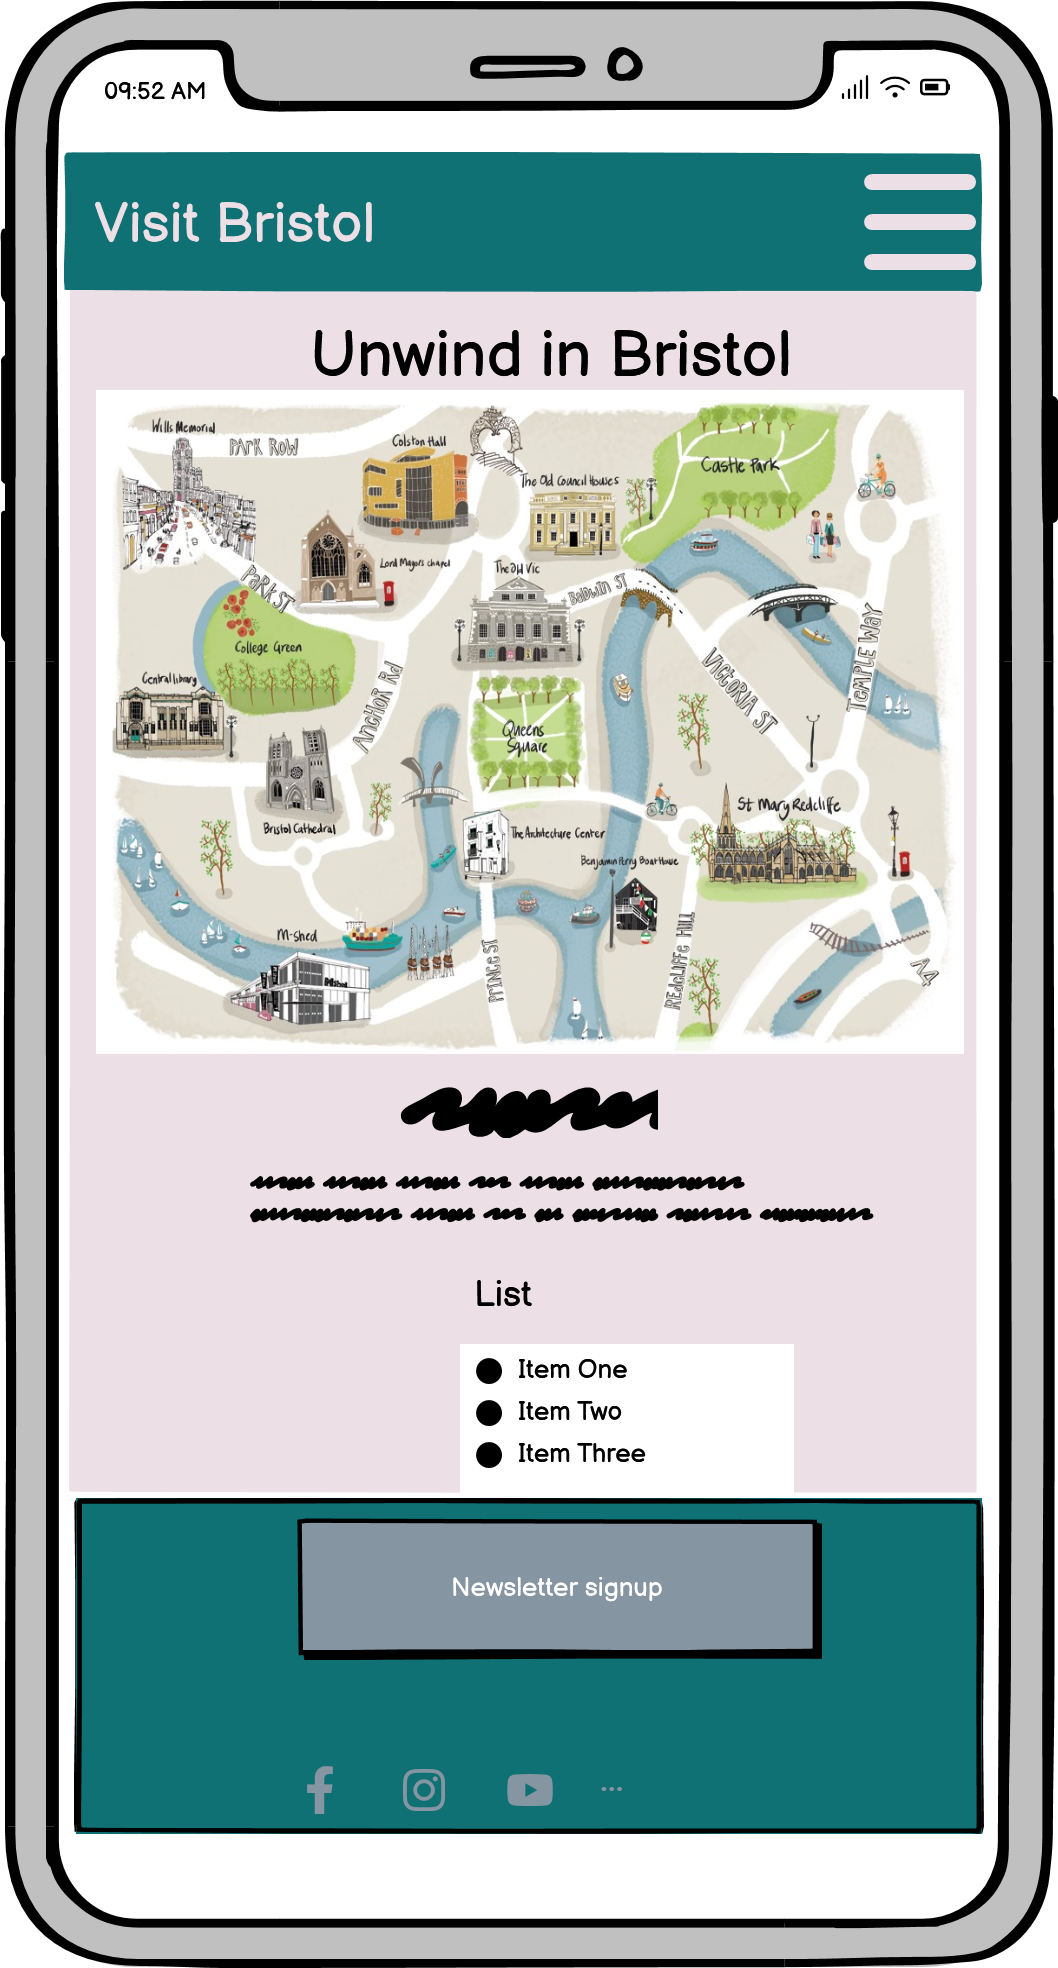 09:52 AM
Visit Bristol
Unwind in Bristol
Wills Memorial
PARK ROW
Colston Hall
The Old Council Houses
Castle Park
Lord Mayors chapel
The Old Vic
Baldwin ST
PARK ST
College Green
TEMPLE WAY
VICTORIA ST
Central library
ANCHOR Rd
Queens
Square
Bristol Cathedral
The Architecture Center
St Mary Redcliffe
Benjamin Perry Boat House
M-Shed
PRINCE ST
REdCLIFFE HILL
A4
List
Item One
Item Two
Item Three
Newsletter signup